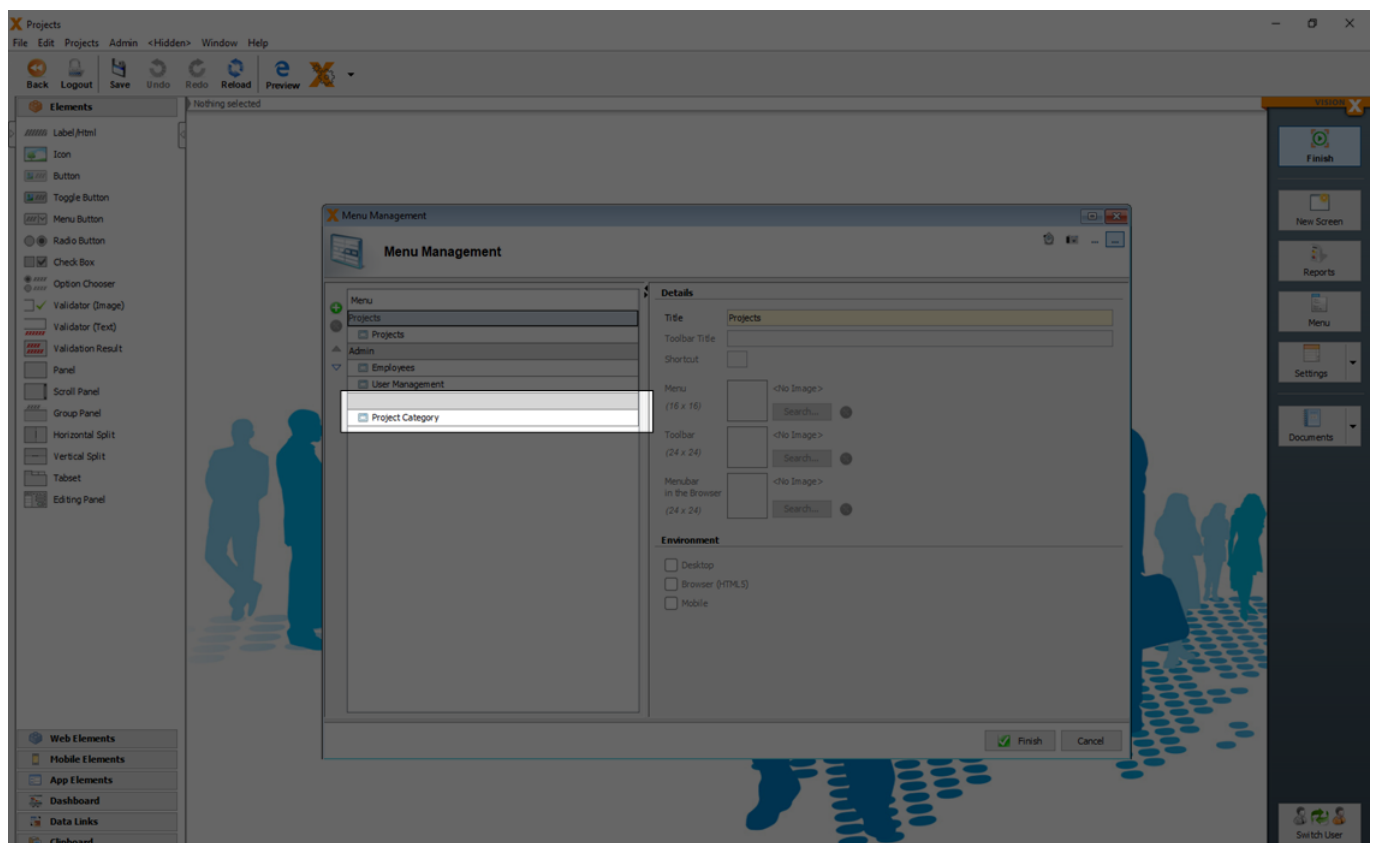 Projects
File Edit Projects Admin <Hidden> Window Help
Back Logout Save Undo Redo Reload Preview
Elements
Nothing selected
VISION X
Label/Html
Icon
Button
Toggle Button
Menu Button
Radio Button
Check Box
Option Chooser
Validator (Image)
Validator (Text)
Validation Result
Panel
Scroll Panel
Group Panel
Horizontal Split
Vertical Split
Tabset
Editing Panel
Web Elements
Mobile Elements
App Elements
Dashboard
Data Links
Clipboard
Menu Management
Menu Management
Menu
Projects
Projects
Admin
Employees
User Management
Project Category
Details
Title Projects
Toolbar Title
Shortcut
Menu <No Image>
(16 x 16) Search...
Toolbar <No Image>
(24 x 24) Search...
Menubar <No Image>
in the Browser
(24 x 24) Search...
Environment
Desktop
Browser (HTML5)
Mobile
Finish Cancel
Finish
New Screen
Reports
Menu
Settings
Documents
Switch User